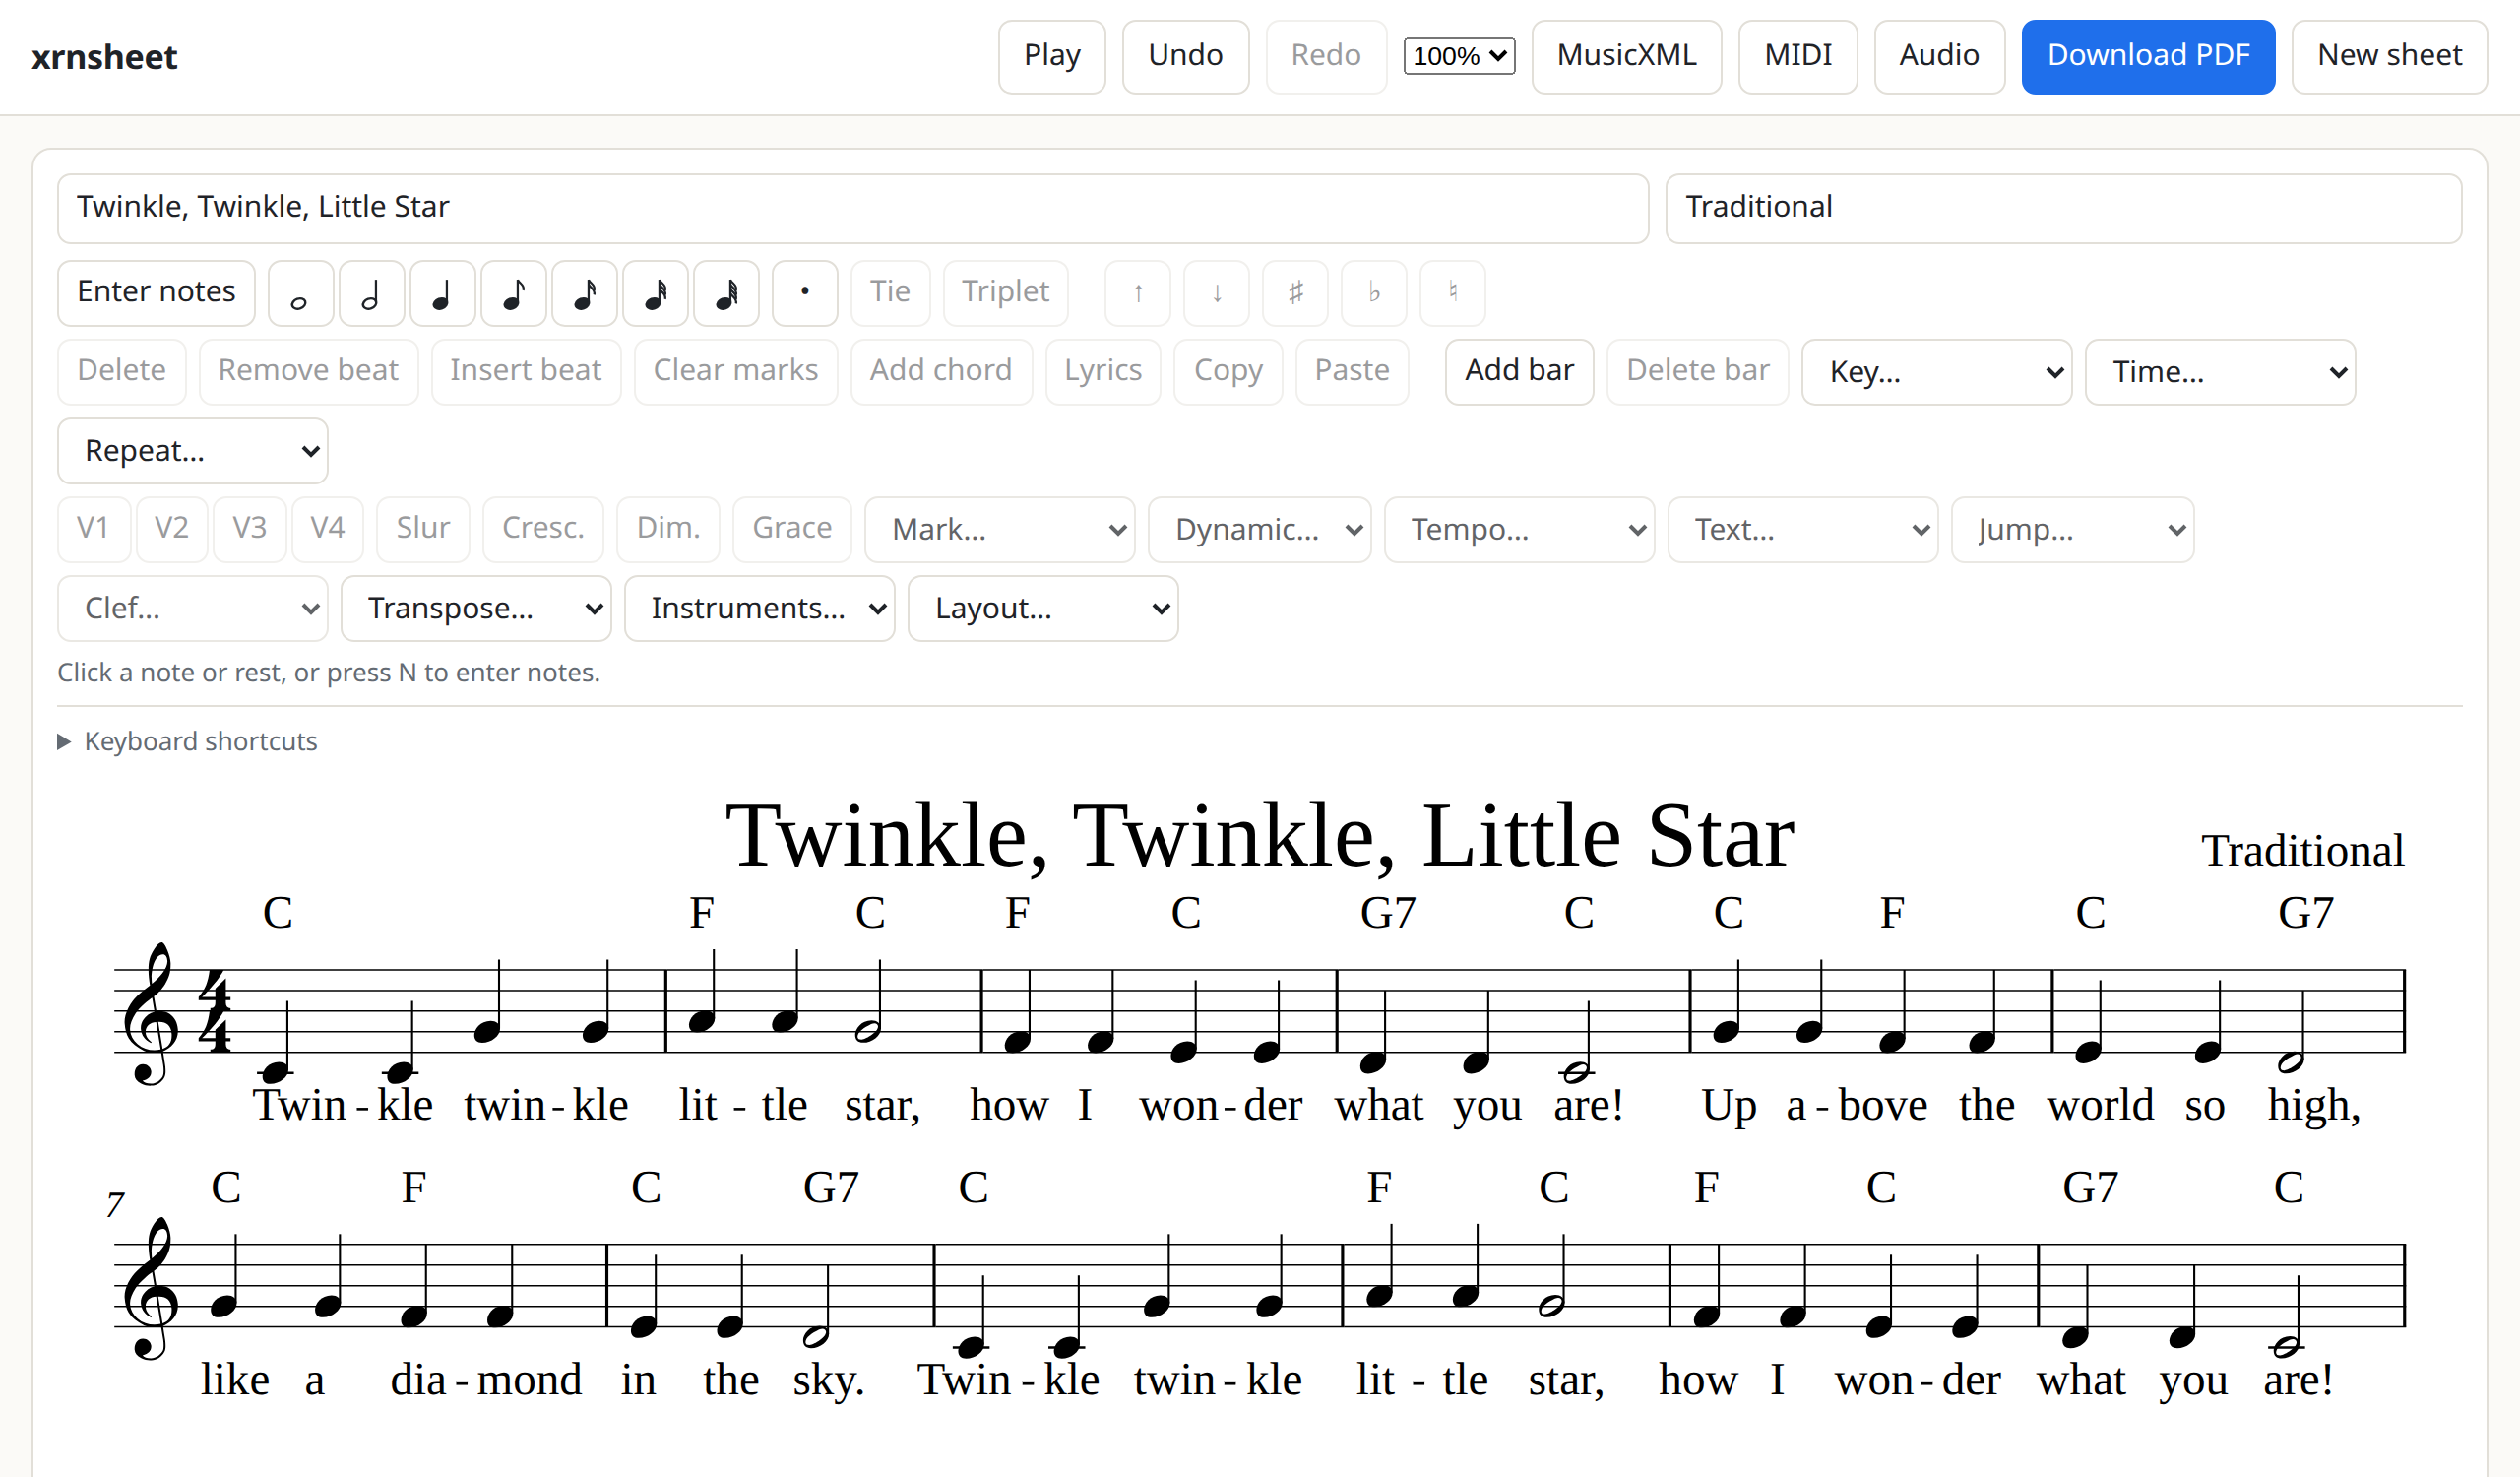 xrnsheet Play Undo Redo 100% MusicXML MIDI Audio Download PDF New sheet
Twinkle, Twinkle, Little Star Traditional
Enter notes Tie Triplet ↑ ↓ ♯ ♭ ♮
Delete Remove beat Insert beat Clear marks Add chord Lyrics Copy Paste Add bar Delete bar Key... Time...
Repeat...
V1 V2 V3 V4 Slur Cresc. Dim. Grace Mark... Dynamic... Tempo... Text... Jump...
Clef... Transpose... Instruments... Layout...
Click a note or rest, or press N to enter notes.
Keyboard shortcuts
Twinkle, Twinkle, Little Star
Traditional
C F C F C G7 C C F C G7
4
4
Twin - kle twin - kle lit - tle star, how I won - der what you are! Up a - bove the world so high,
7 C F C G7 C F C F C G7 C
like a dia - mond in the sky. Twin - kle twin - kle lit - tle star, how I won - der what you are!